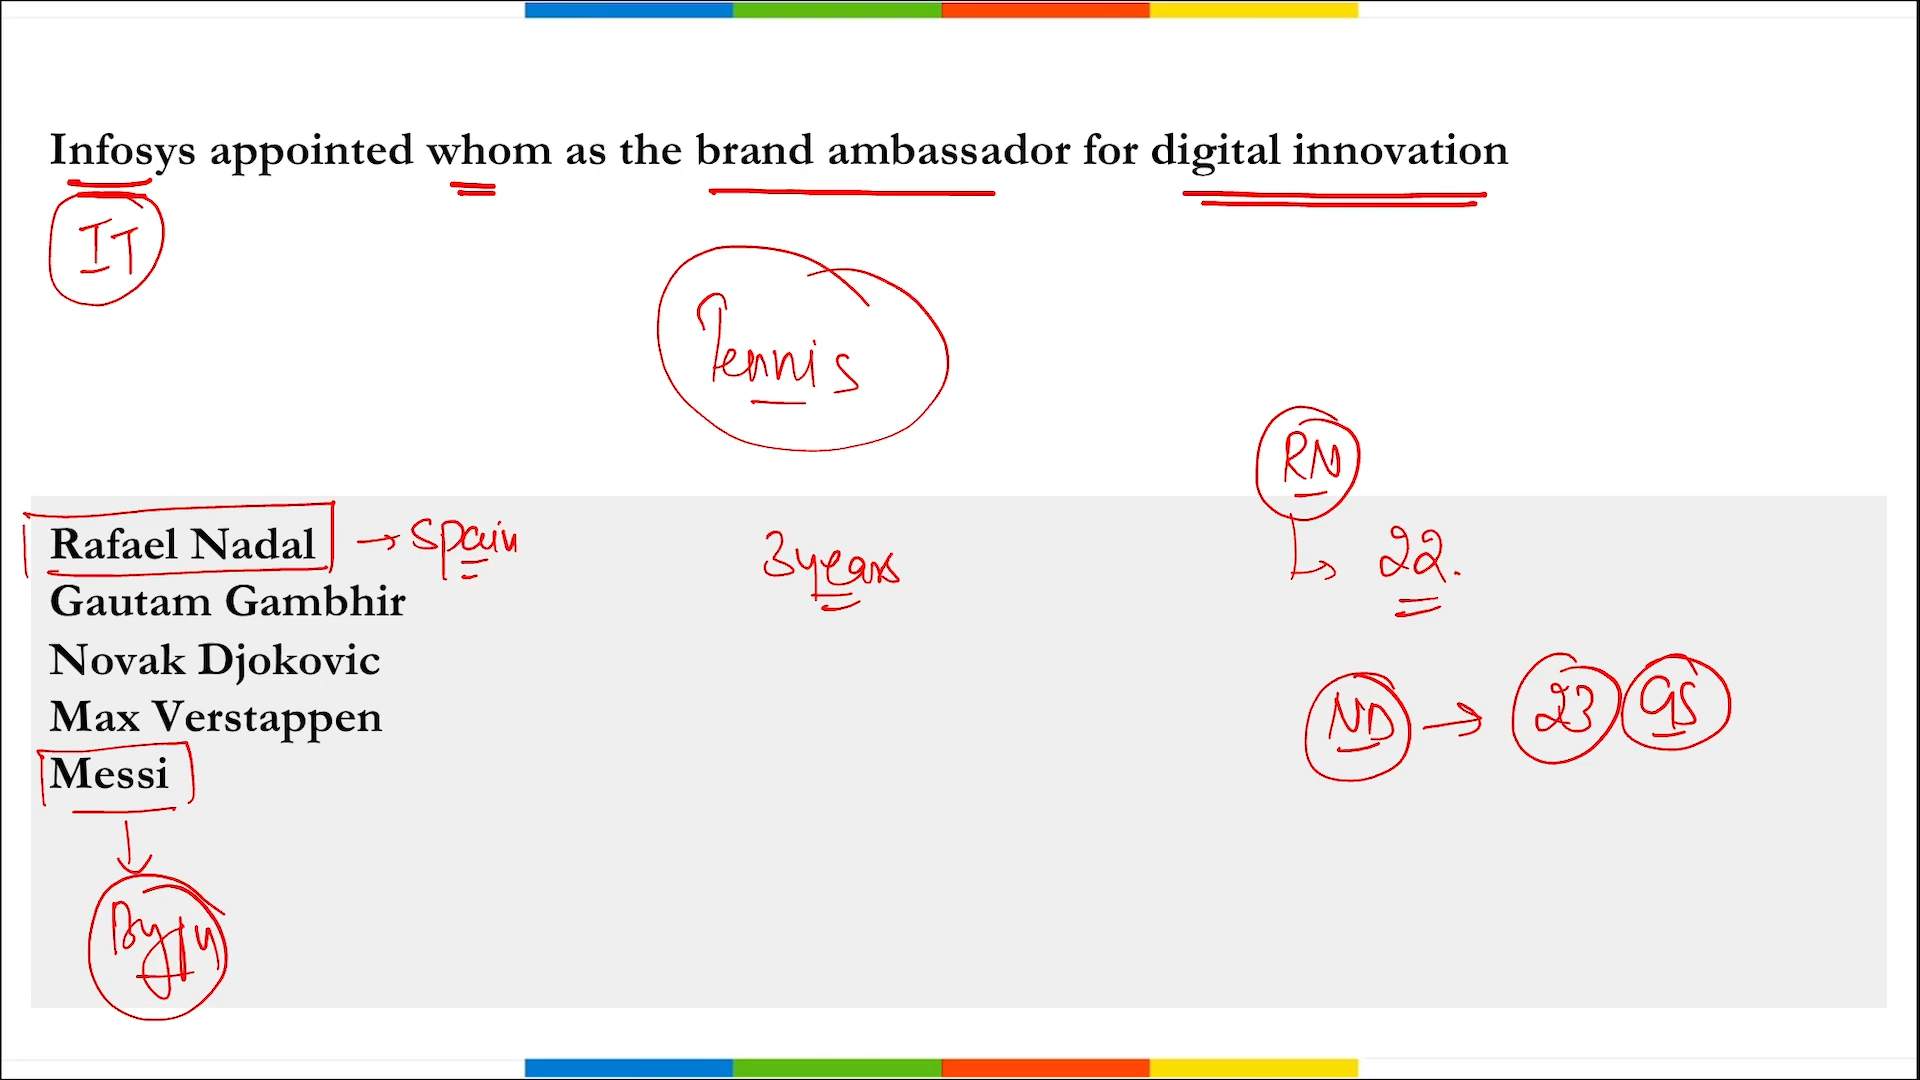 Infosys appointed whom as the brand ambassador for digital innovation
IT
Tennis
RN
Rafael Nadal → Spain
3 years
22.
Gautam Gambhir
Novak Djokovic
Max Verstappen
ND → 23 GS
Messi